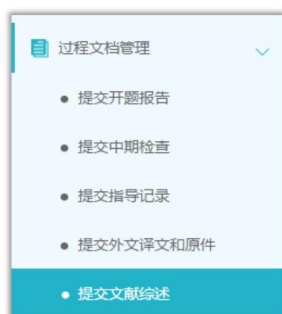 过程文档管理
提交开题报告
提交中期检查
提交指导记录
提交外文译文和原件
提交文献综述